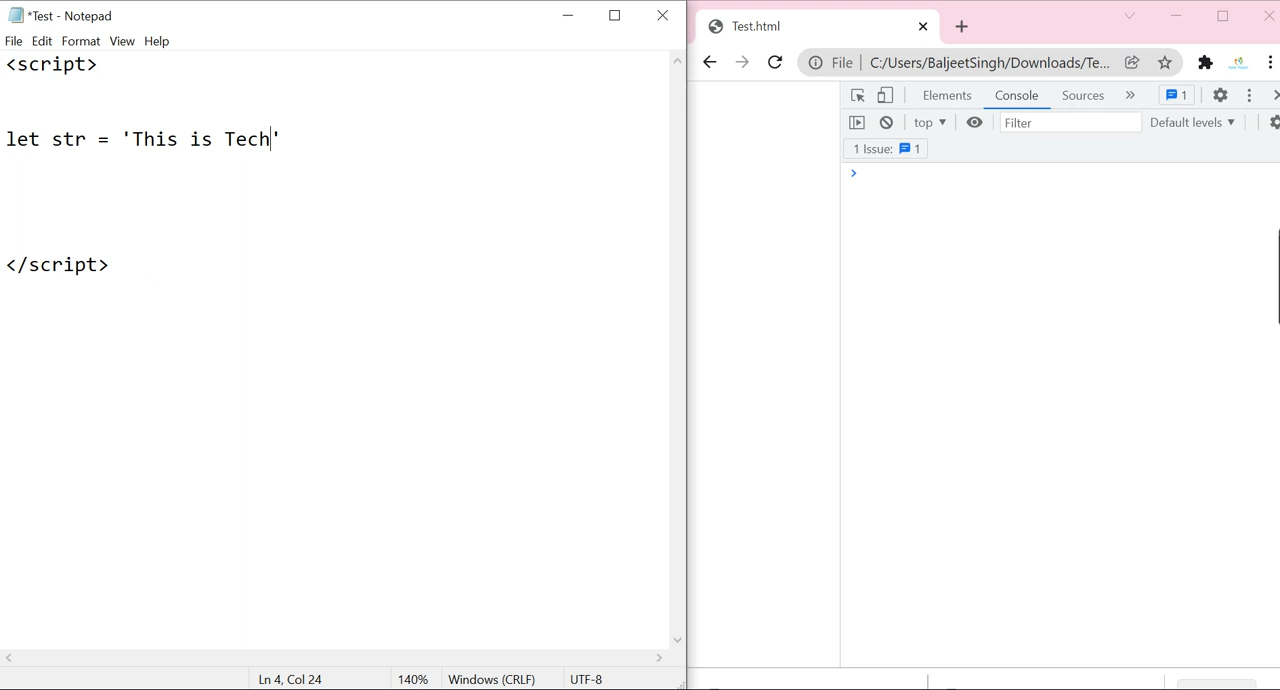 *Test - Notepad
File Edit Format View Help
<script>
let str = 'This is Tech'
</script>
Ln 4, Col 24 140% Windows (CRLF) UTF-8
Test.html
File C:/Users/BaljeetSingh/Downloads/Te...
Elements Console Sources 1
top Filter Default levels
1 Issue: 1